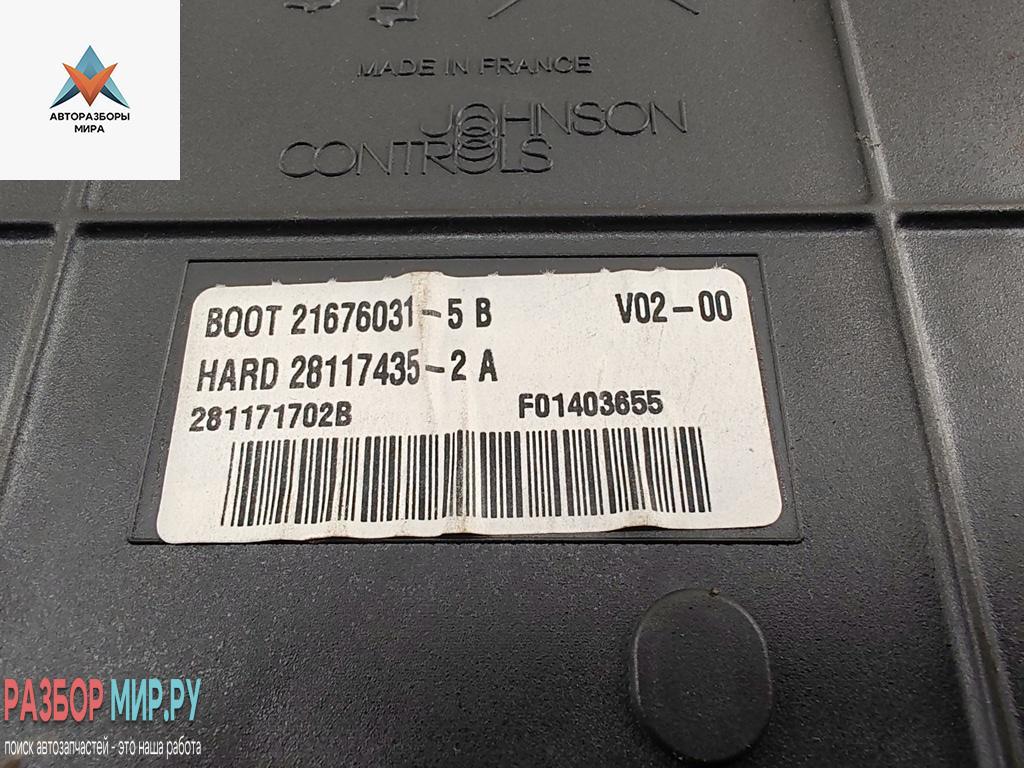 АВТОРАЗБОРЫ
МИРА
MADE IN FRANCE
JOHNSON
CONTROLS
BOOT 21676031-5 B V02-00
HARD 28117435-2 A
281171702B F01403655
РАЗБОР МИР.РУ
поиск автозапчастей - это наша работа